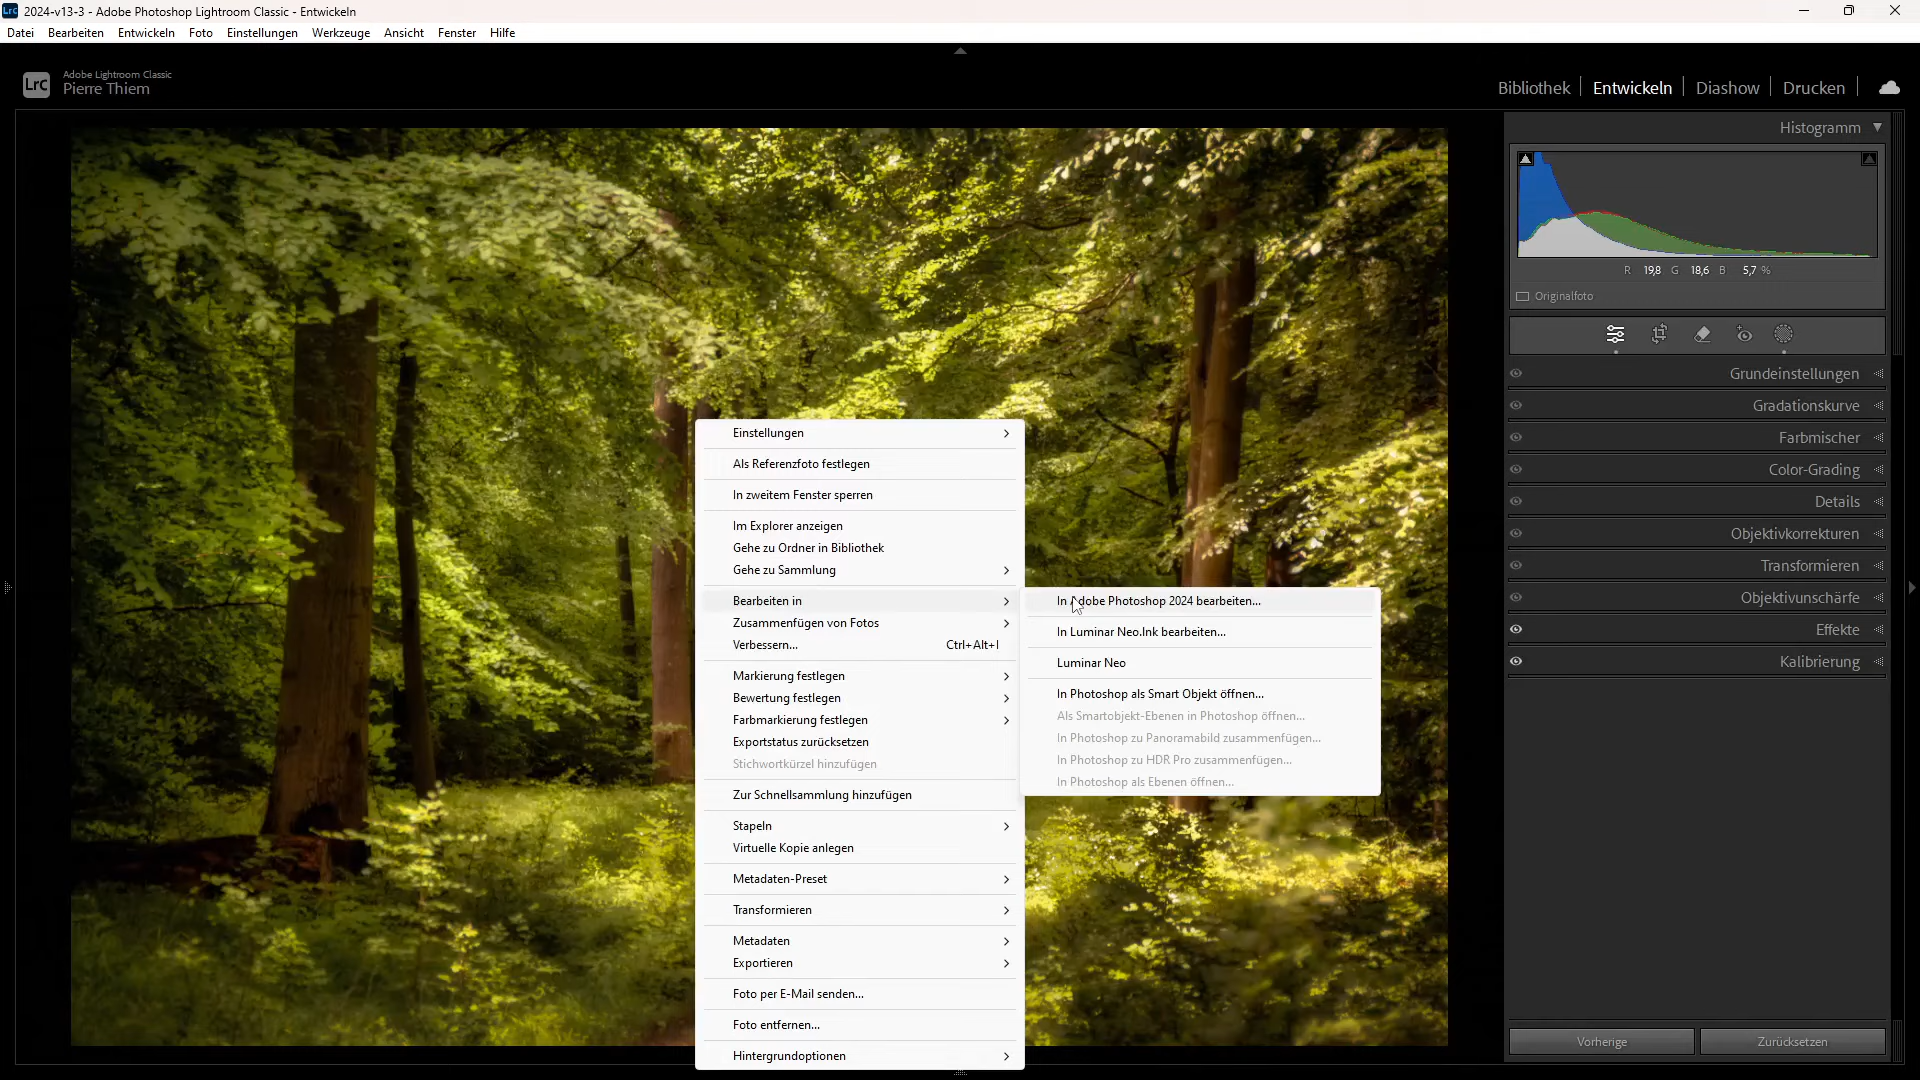 Lrc 2024-v13-3 - Adobe Photoshop Lightroom Classic - Entwickeln
Datei Bearbeiten Entwickeln Foto Einstellungen Werkzeuge Ansicht Fenster Hilfe
Lrc Adobe Lightroom Classic
Pierre Thiem
Bibliothek Entwickeln Diashow Drucken
Histogramm
R 19,8 G 18,6 B 5,7 %
Originalfoto
Grundeinstellungen
Gradationskurve
Farbmischer
Color-Grading
Details
Objektivkorrekturen
Transformieren
Objektivunschärfe
Effekte
Kalibrierung
Vorherige Zurücksetzen
Einstellungen
Als Referenzfoto festlegen
In zweitem Fenster sperren
Im Explorer anzeigen
Gehe zu Ordner in Bibliothek
Gehe zu Sammlung
Bearbeiten in
Zusammenfügen von Fotos
Verbessern... Ctrl+Alt+I
Markierung festlegen
Bewertung festlegen
Farbmarkierung festlegen
Exportstatus zurücksetzen
Stichwortkürzel hinzufügen
Zur Schnellsammlung hinzufügen
Stapeln
Virtuelle Kopie anlegen
Metadaten-Preset
Transformieren
Metadaten
Exportieren
Foto per E-Mail senden...
Foto entfernen...
Hintergrundoptionen
In Adobe Photoshop 2024 bearbeiten...
In Luminar Neo.Ink bearbeiten...
Luminar Neo
In Photoshop als Smart Objekt öffnen...
Als Smartobjekt-Ebenen in Photoshop öffnen...
In Photoshop zu Panoramabild zusammenfügen...
In Photoshop zu HDR Pro zusammenfügen...
In Photoshop als Ebenen öffnen...